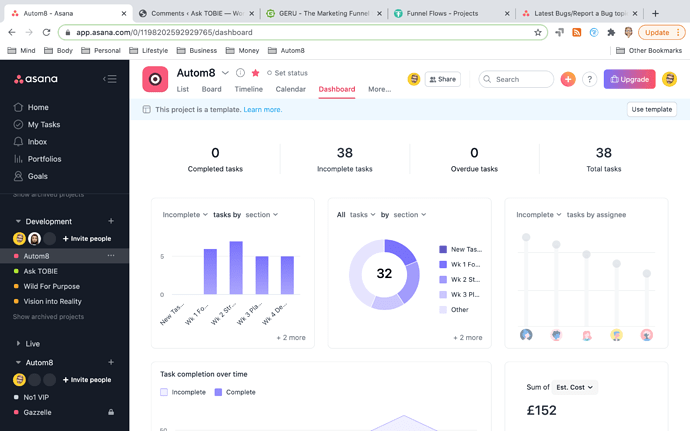 Autom8 - Asana
Comments ‹ Ask TOBIE — Wo
GERU - The Marketing Funnel
Funnel Flows - Projects
Latest Bugs/Report a Bug topi
app.asana.com/0/1198202592929765/dashboard
Update
Mind
Body
Personal
Lifestyle
Business
Money
Autom8
Other Bookmarks
asana
Home
My Tasks
Inbox
Portfolios
Goals
Show archived projects
Development
Invite people
Autom8
Ask TOBIE
Wild For Purpose
Vision into Reality
Show archived projects
Live
Autom8
Invite people
No1 VIP
Gazzelle
Autom8
Set status
List
Board
Timeline
Calendar
Dashboard
More...
Share
Search
?
Upgrade
This project is a template. Learn more.
Use template
0
Completed tasks
38
Incomplete tasks
0
Overdue tasks
38
Total tasks
Incomplete tasks by section
5
0
New Tas...
Wk 1 Fo...
Wk 2 Str...
Wk 3 Pla...
Wk 4 De...
+ 2 more
All tasks by section
32
New Tas...
Wk 1 Fo...
Wk 2 Str...
Wk 3 Pl...
Other
+ 2 more
Incomplete tasks by assignee
Task completion over time
Incomplete
Complete
50
Sum of Est. Cost
£152